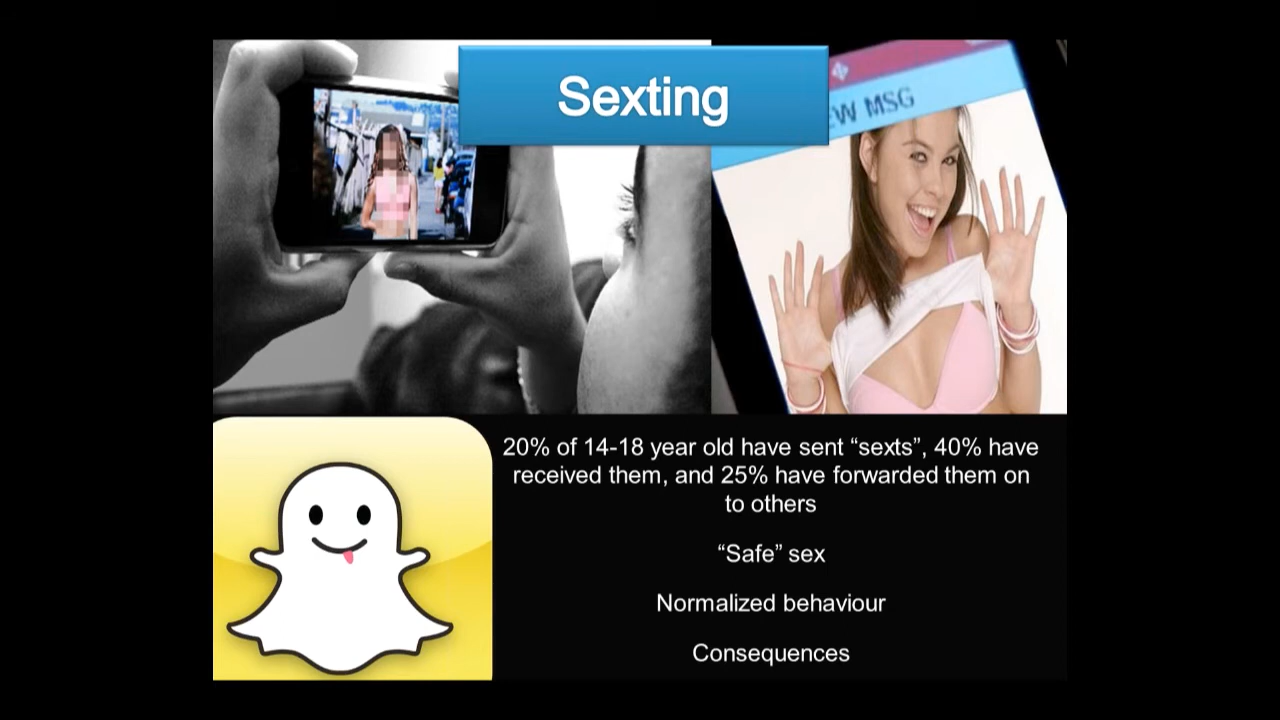 Sexting
EW MSG
20% of 14-18 year old have sent “sexts”, 40% have
received them, and 25% have forwarded them on
to others
“Safe” sex
Normalized behaviour
Consequences